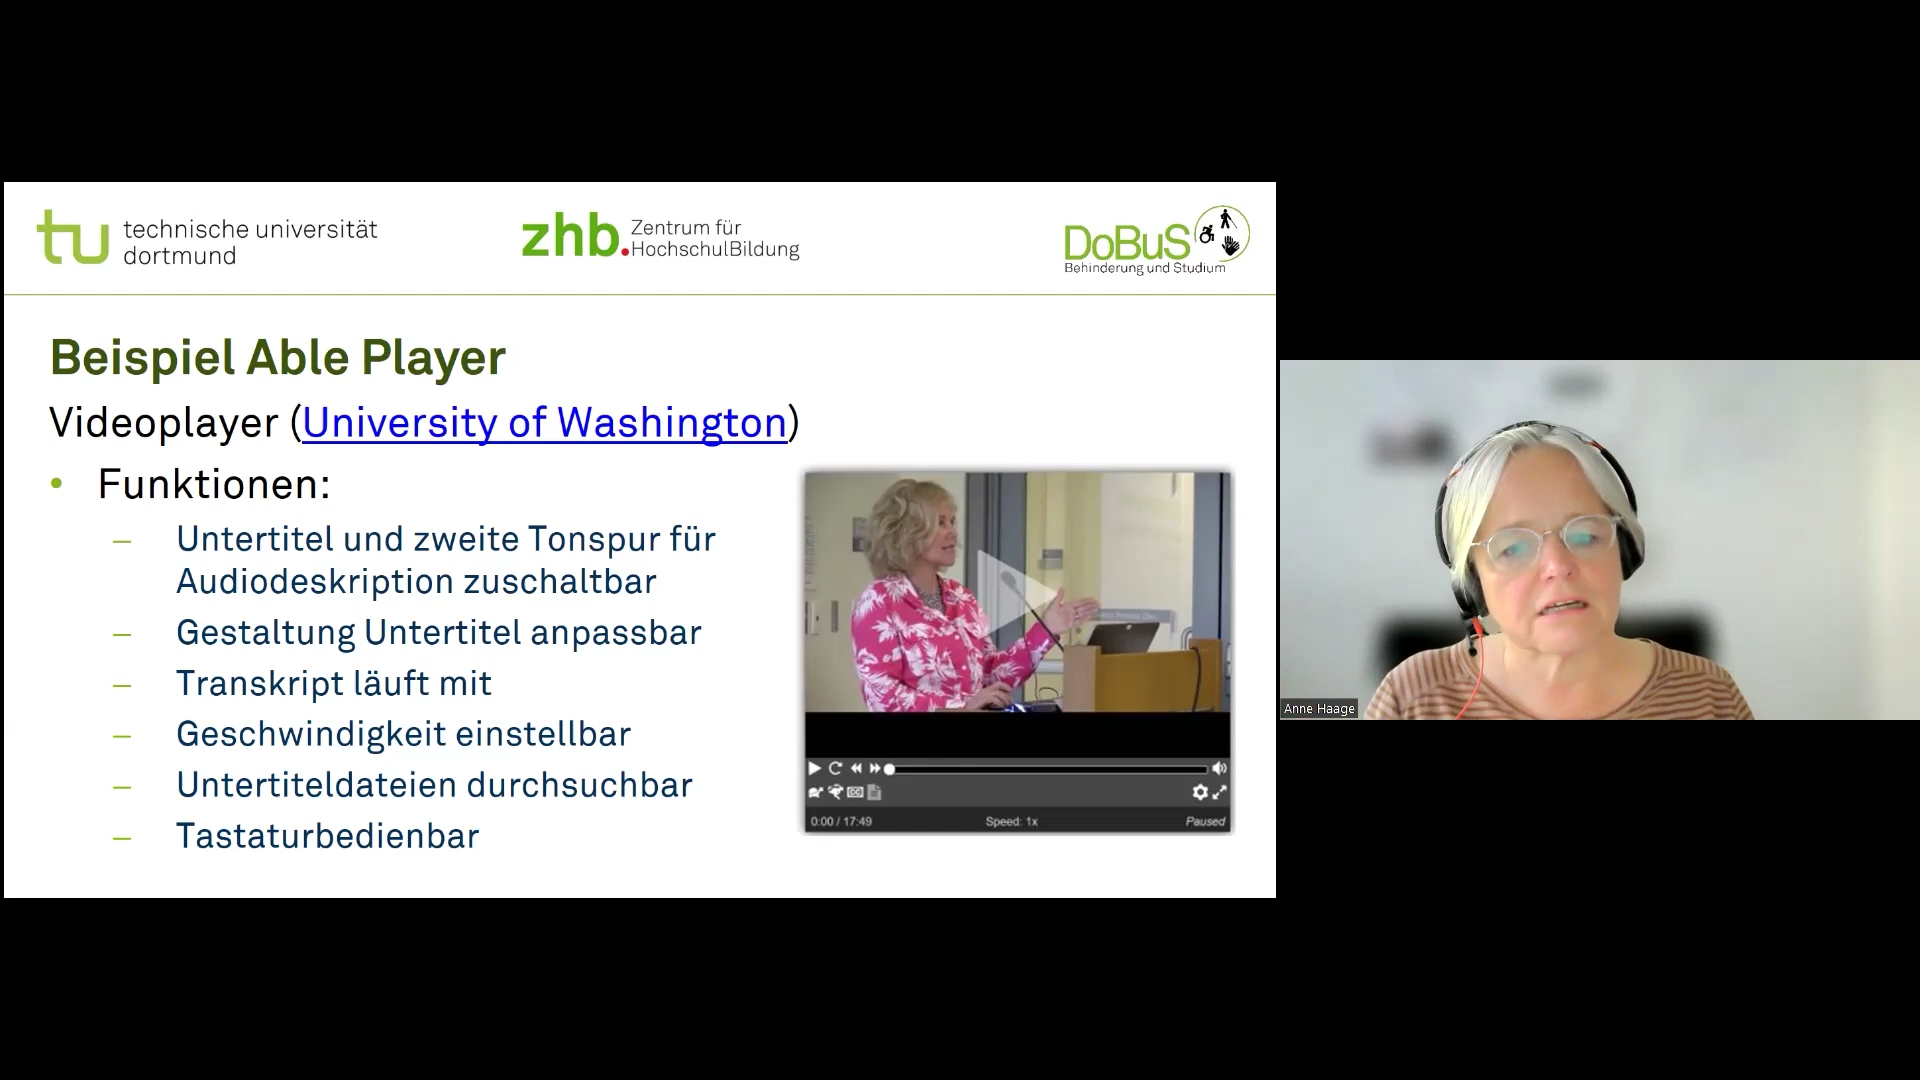 tu technische universität
dortmund
zhb. Zentrum für
HochschulBildung
DoBuS
Behinderung und Studium
Beispiel Able Player
Videoplayer (University of Washington)
• Funktionen:
– Untertitel und zweite Tonspur für
Audiodeskription zuschaltbar
– Gestaltung Untertitel anpassbar
– Transkript läuft mit
– Geschwindigkeit einstellbar
– Untertiteldateien durchsuchbar
– Tastaturbedienbar
0:00 / 17:49 Speed: 1x Paused
Anne Haage